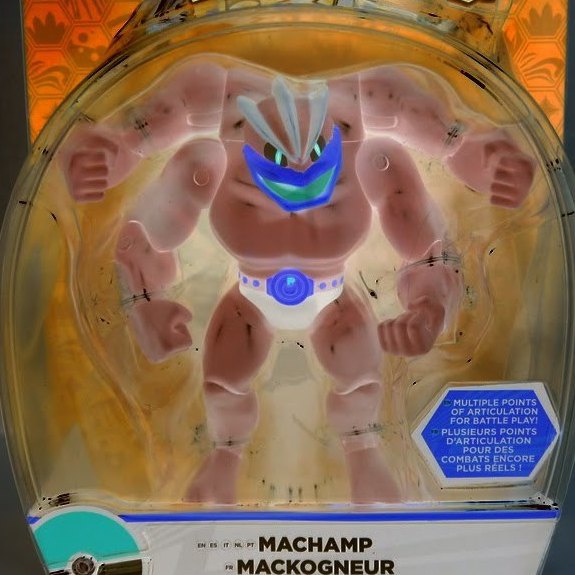 MULTIPLE POINTS
OF ARTICULATION
FOR BATTLE PLAY!
PLUSIEURS POINTS
D'ARTICULATION
POUR DES
COMBATS ENCORE
PLUS RÉELS !
EN ES IT NL PT MACHAMP
FR MACKOGNEUR